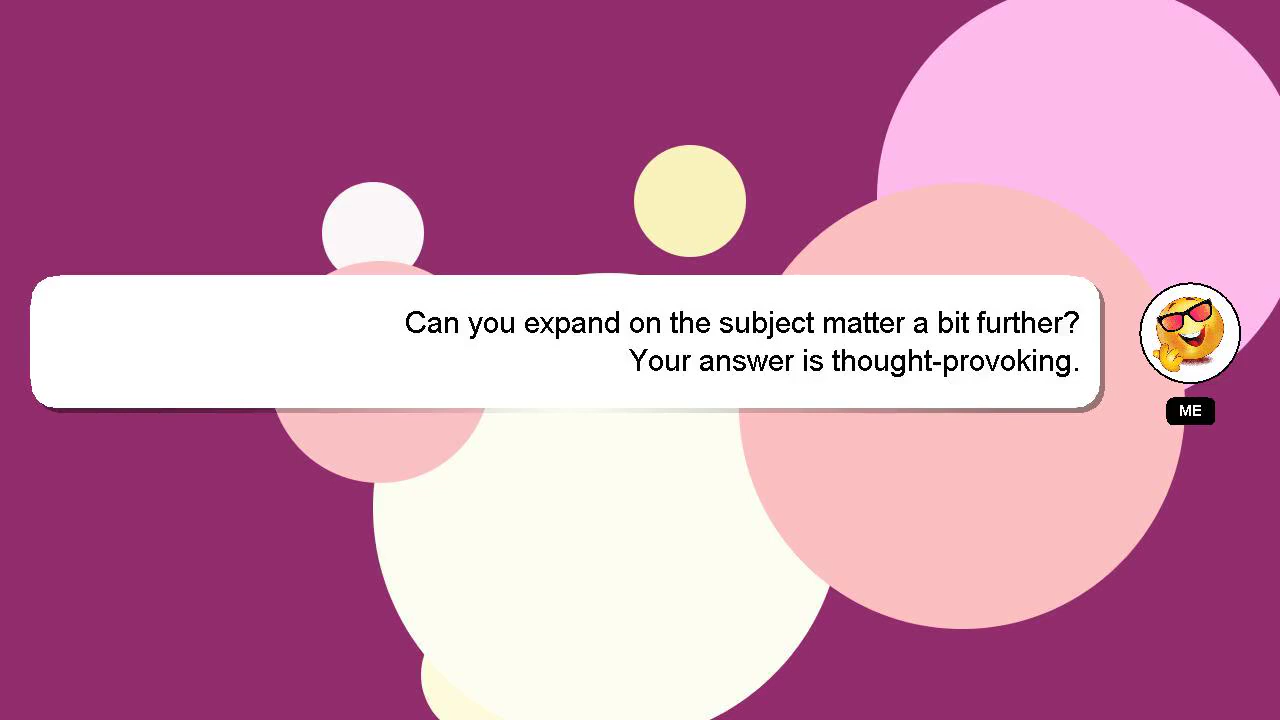 Can you expand on the subject matter a bit further?
Your answer is thought-provoking.
ME